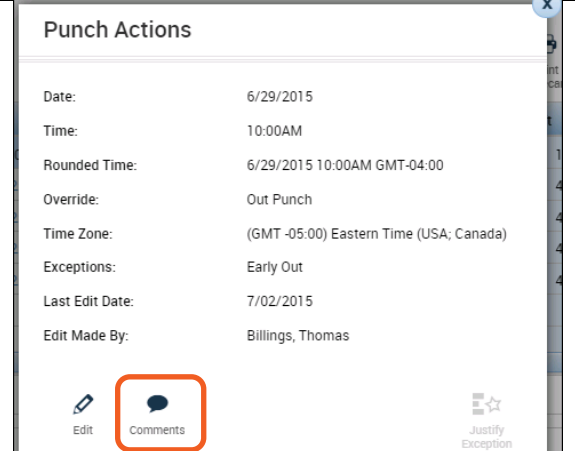 x
Punch Actions
Date: 6/29/2015
Time: 10:00AM
Rounded Time: 6/29/2015 10:00AM GMT-04:00
Override: Out Punch
Time Zone: (GMT -05:00) Eastern Time (USA; Canada)
Exceptions: Early Out
Last Edit Date: 7/02/2015
Edit Made By: Billings, Thomas
Edit Comments Justify
Exception